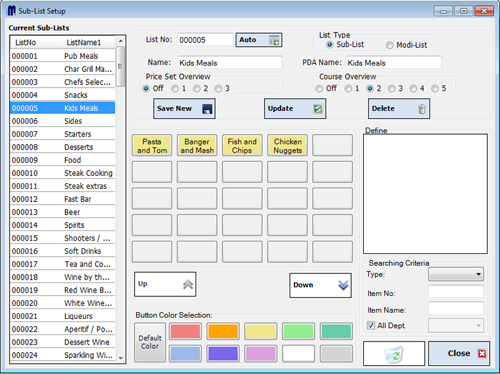 Sub-List Setup
Current Sub-Lists
ListNo ListName1
000001 Pub Meals
000002 Char Gril Ma...
000003 Chefs Selec...
000004 Snacks
000005 Kids Meals
000006 Sides
000007 Starters
000008 Desserts
000009 Food
000010 Steak Cooking
000011 Steak extras
000012 Fast Bar
000013 Beer
000014 Spirits
000015 Shooters / ...
000016 Soft Drinks
000017 Tea and Co...
000018 Wine by th...
000019 Red Wine B...
000020 White Wine...
000021 Liqueurs
000022 Aperitif / Po...
000023 Dessert Wine
000024 Sparkling Wi...
List No: 000005 Auto
List Type
Sub-List Modi-List
Name: Kids Meals PDA Name: Kids Meals
Price Set Overview
Off 1 2 3
Course Overview
Off 1 2 3 4 5
Save New Update Delete
Pasta and Tom
Banger and Mash
Fish and Chips
Chicken Nuggets
Up Down
Button Color Selection:
Default Color
Define
Searching Criteria
Type:
Item No:
Item Name:
All Dept.
Close